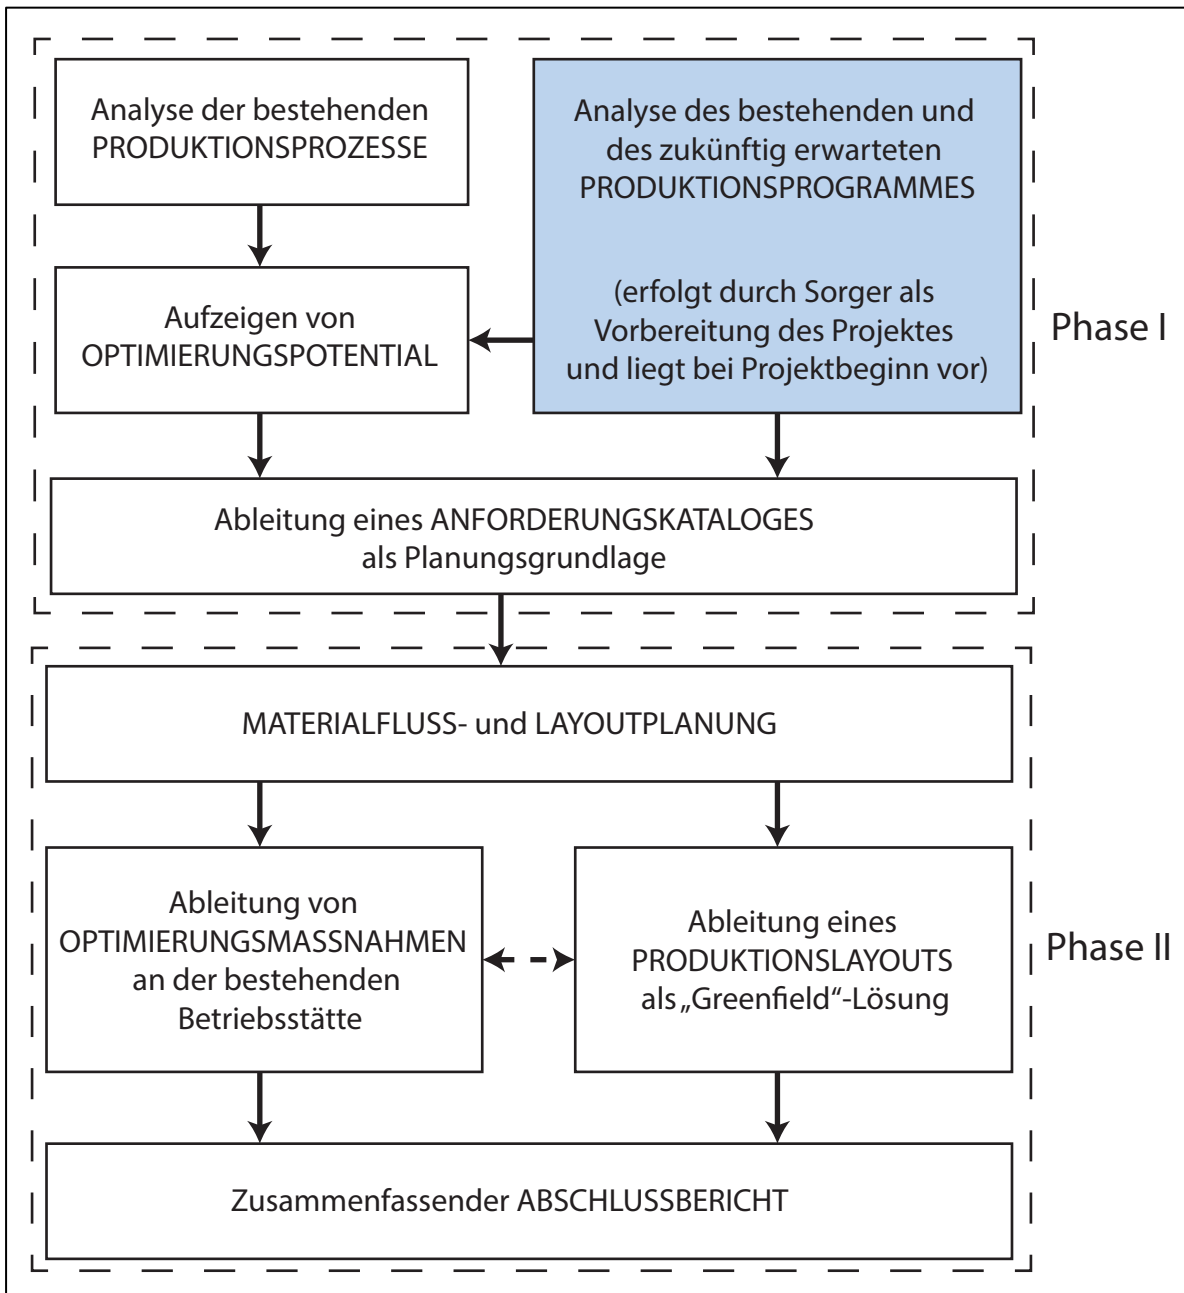 Analyse der bestehenden
PRODUKTIONSPROZESSE
Analyse des bestehenden und
des zukünftig erwarteten
PRODUKTIONSPROGRAMMES
(erfolgt durch Sorger als
Vorbereitung des Projektes
und liegt bei Projektbeginn vor)
Aufzeigen von
OPTIMIERUNGSPOTENTIAL
Phase I
Ableitung eines ANFORDERUNGSKATALOGES
als Planungsgrundlage
MATERIALFLUSS- und LAYOUTPLANUNG
Ableitung von
OPTIMIERUNGSMASSNAHMEN
an der bestehenden
Betriebsstätte
Ableitung eines
PRODUKTIONSLAYOUTS
als „Greenfield“-Lösung
Phase II
Zusammenfassender ABSCHLUSSBERICHT